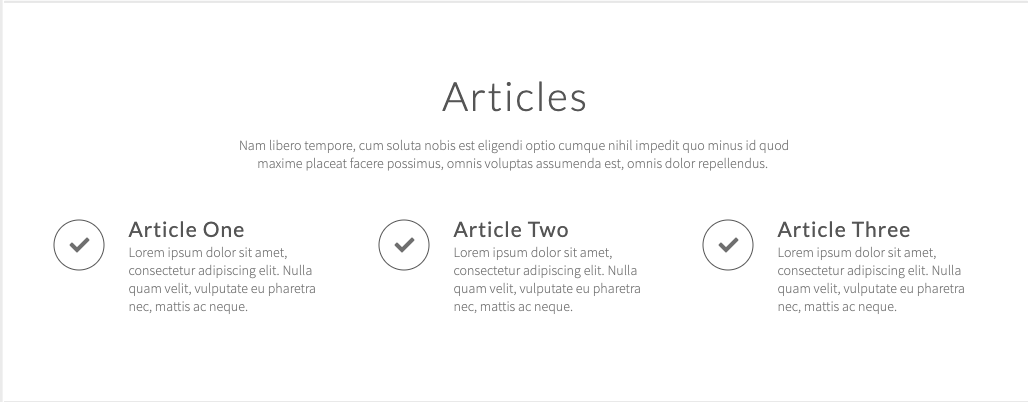 Articles
Nam libero tempore, cum soluta nobis est eligendi optio cumque nihil impedit quo minus id quod
maxime placeat facere possimus, omnis voluptas assumenda est, omnis dolor repellendus.
Article One
Lorem ipsum dolor sit amet,
consectetur adipiscing elit. Nulla
quam velit, vulputate eu pharetra
nec, mattis ac neque.
Article Two
Lorem ipsum dolor sit amet,
consectetur adipiscing elit. Nulla
quam velit, vulputate eu pharetra
nec, mattis ac neque.
Article Three
Lorem ipsum dolor sit amet,
consectetur adipiscing elit. Nulla
quam velit, vulputate eu pharetra
nec, mattis ac neque.